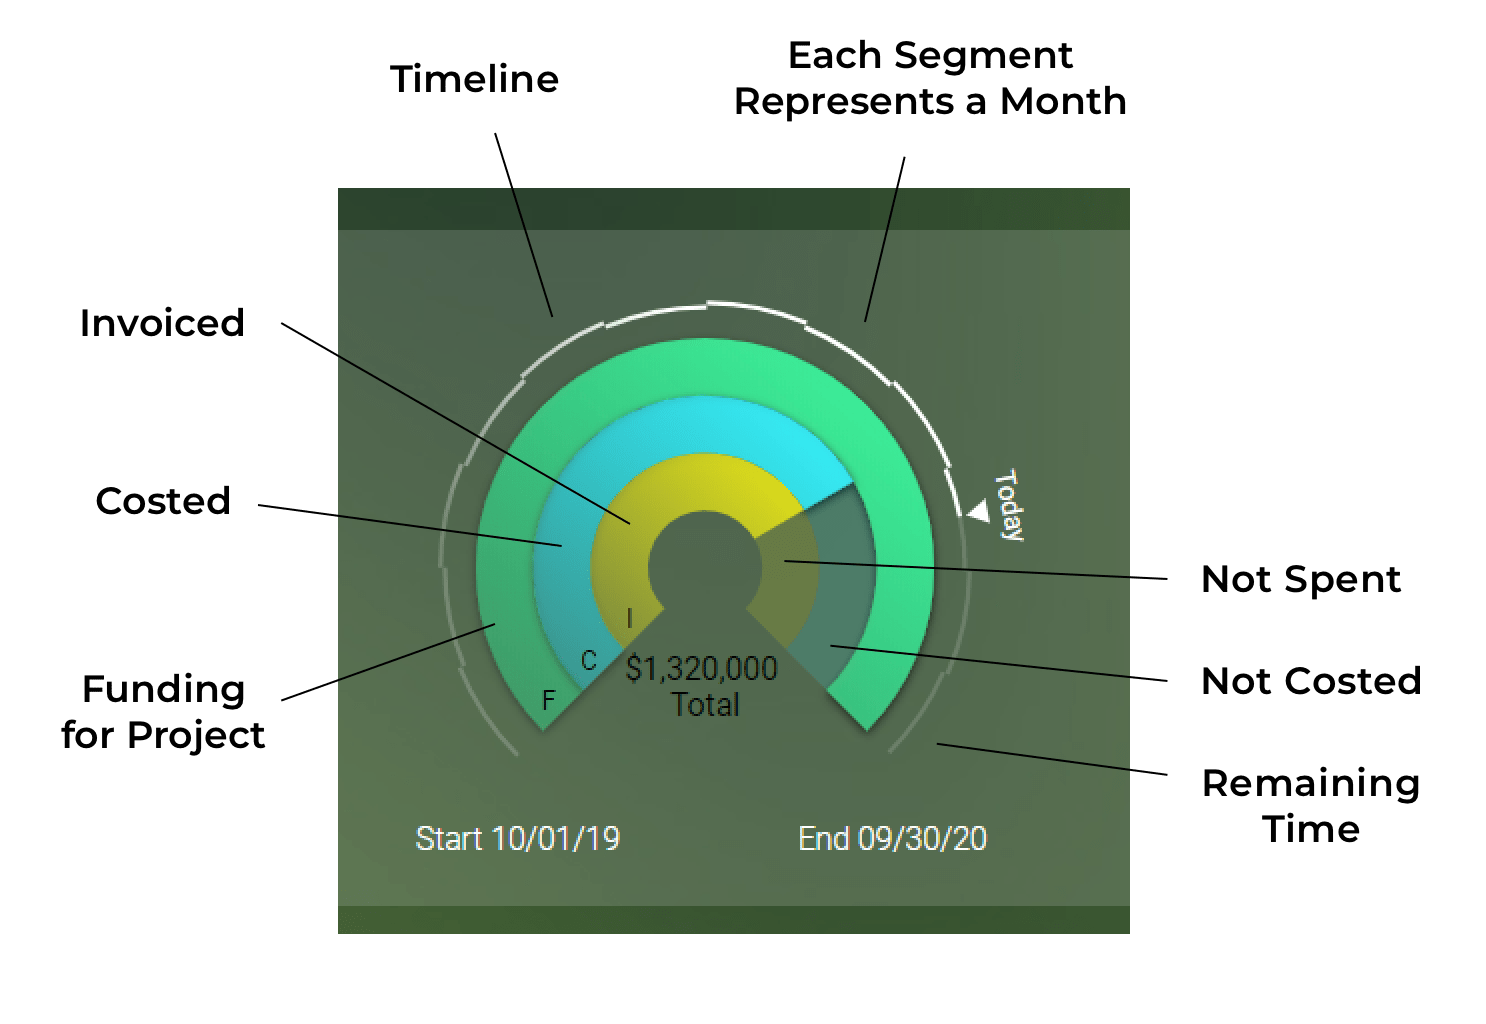 Timeline
Each Segment
Represents a Month
Invoiced
Costed
Funding
for Project
Today
I
C
F
$1,320,000
Total
Not Spent
Not Costed
Remaining
Time
Start 10/01/19
End 09/30/20